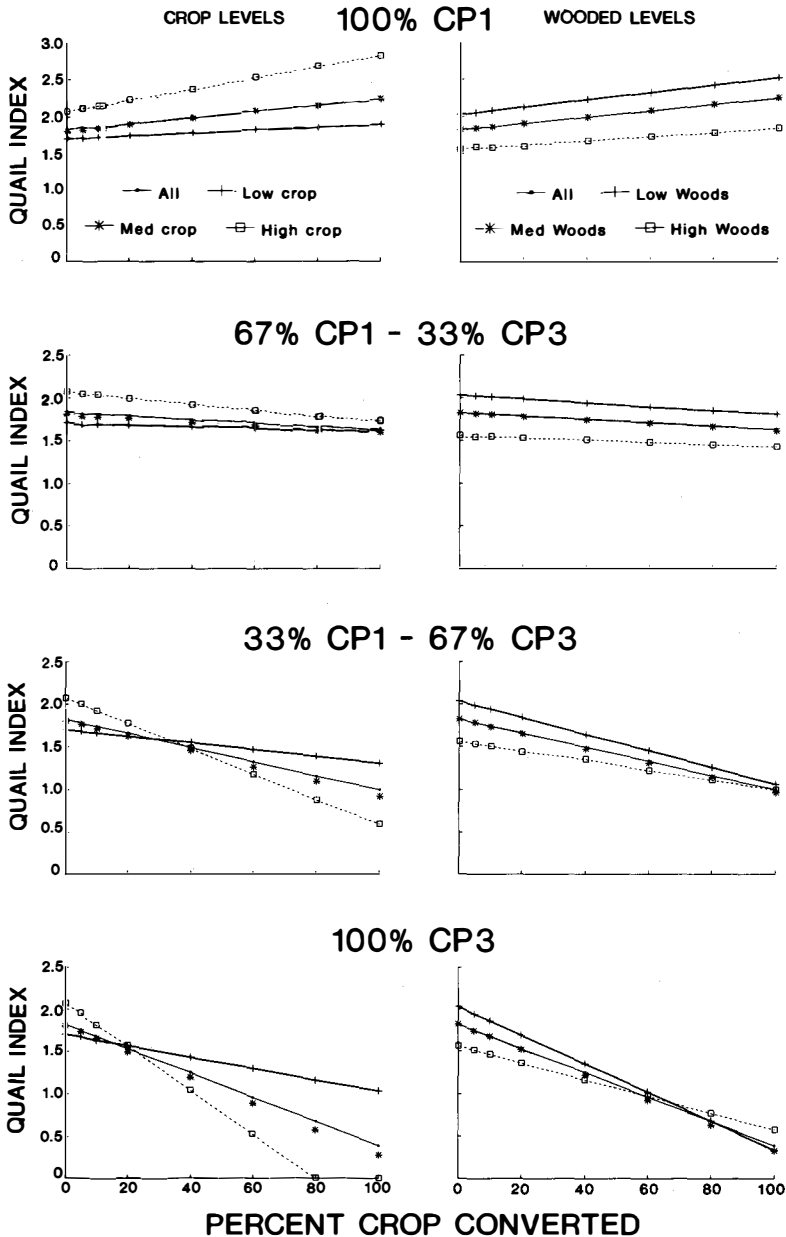 CROP LEVELS 100% CP1 WOODED LEVELS
QUAIL INDEX
3.0
2.5
2.0
1.5
1.0
0.5
0
All Low crop
Med crop High crop
All Low Woods
Med Woods High Woods
67% CP1 - 33% CP3
QUAIL INDEX
2.5
2.0
1.5
1.0
0.5
0
33% CP1 - 67% CP3
QUAIL INDEX
2.5
2.0
1.5
1.0
0.5
0
100% CP3
QUAIL INDEX
2.5
2.0
1.5
1.0
0.5
0
0 20 40 60 80 100
0 20 40 60 80 100
PERCENT CROP CONVERTED